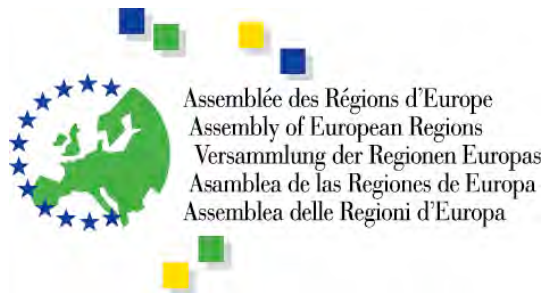 Assemblée des Régions d'Europe
Assembly of European Regions
Versammlung der Regionen Europas
Asamblea de las Regiones de Europa
Assemblea delle Regioni d'Europa